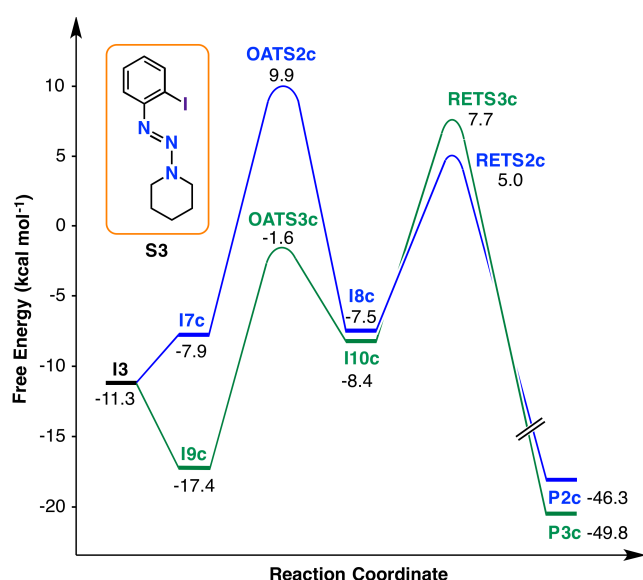 OATS2c
9.9
10
I
N
N
N
S3
RETS3c
7.7
RETS2c
5.0
5
OATS3c
-1.6
0
Free Energy (kcal mol-1)
-5
I7c
-7.9
I8c
-7.5
I10c
-8.4
I3
-11.3
-10
I9c
-17.4
-15
-20
P2c -46.3
P3c -49.8
Reaction Coordinate